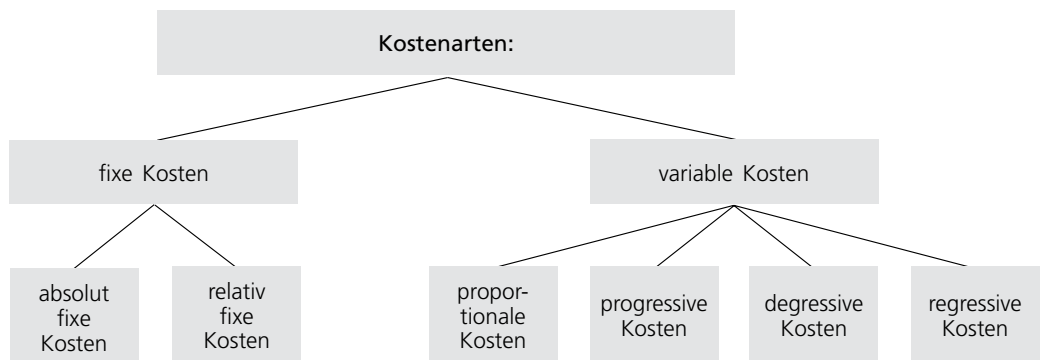 Kostenarten:
fixe Kosten
variable Kosten
absolut
fixe
Kosten
relativ
fixe
Kosten
propor-
tionale
Kosten
progressive
Kosten
degressive
Kosten
regressive
Kosten